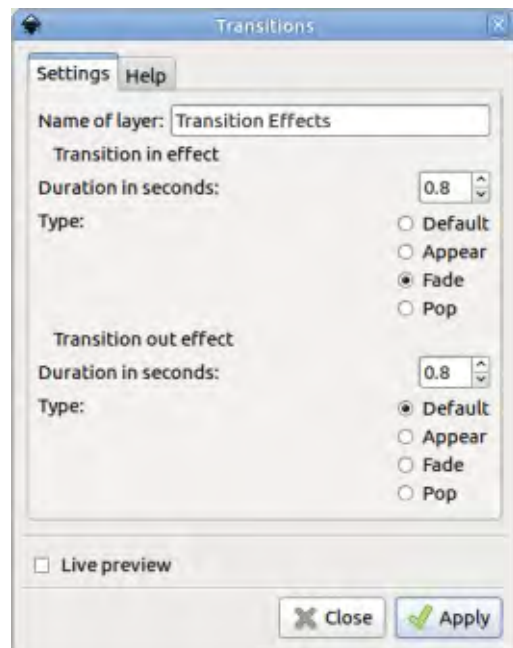 Transitions
Settings Help
Name of layer: Transition Effects
Transition in effect
Duration in seconds: 0.8
Type: Default
Appear
Fade
Pop
Transition out effect
Duration in seconds: 0.8
Type: Default
Appear
Fade
Pop
Live preview
Close Apply